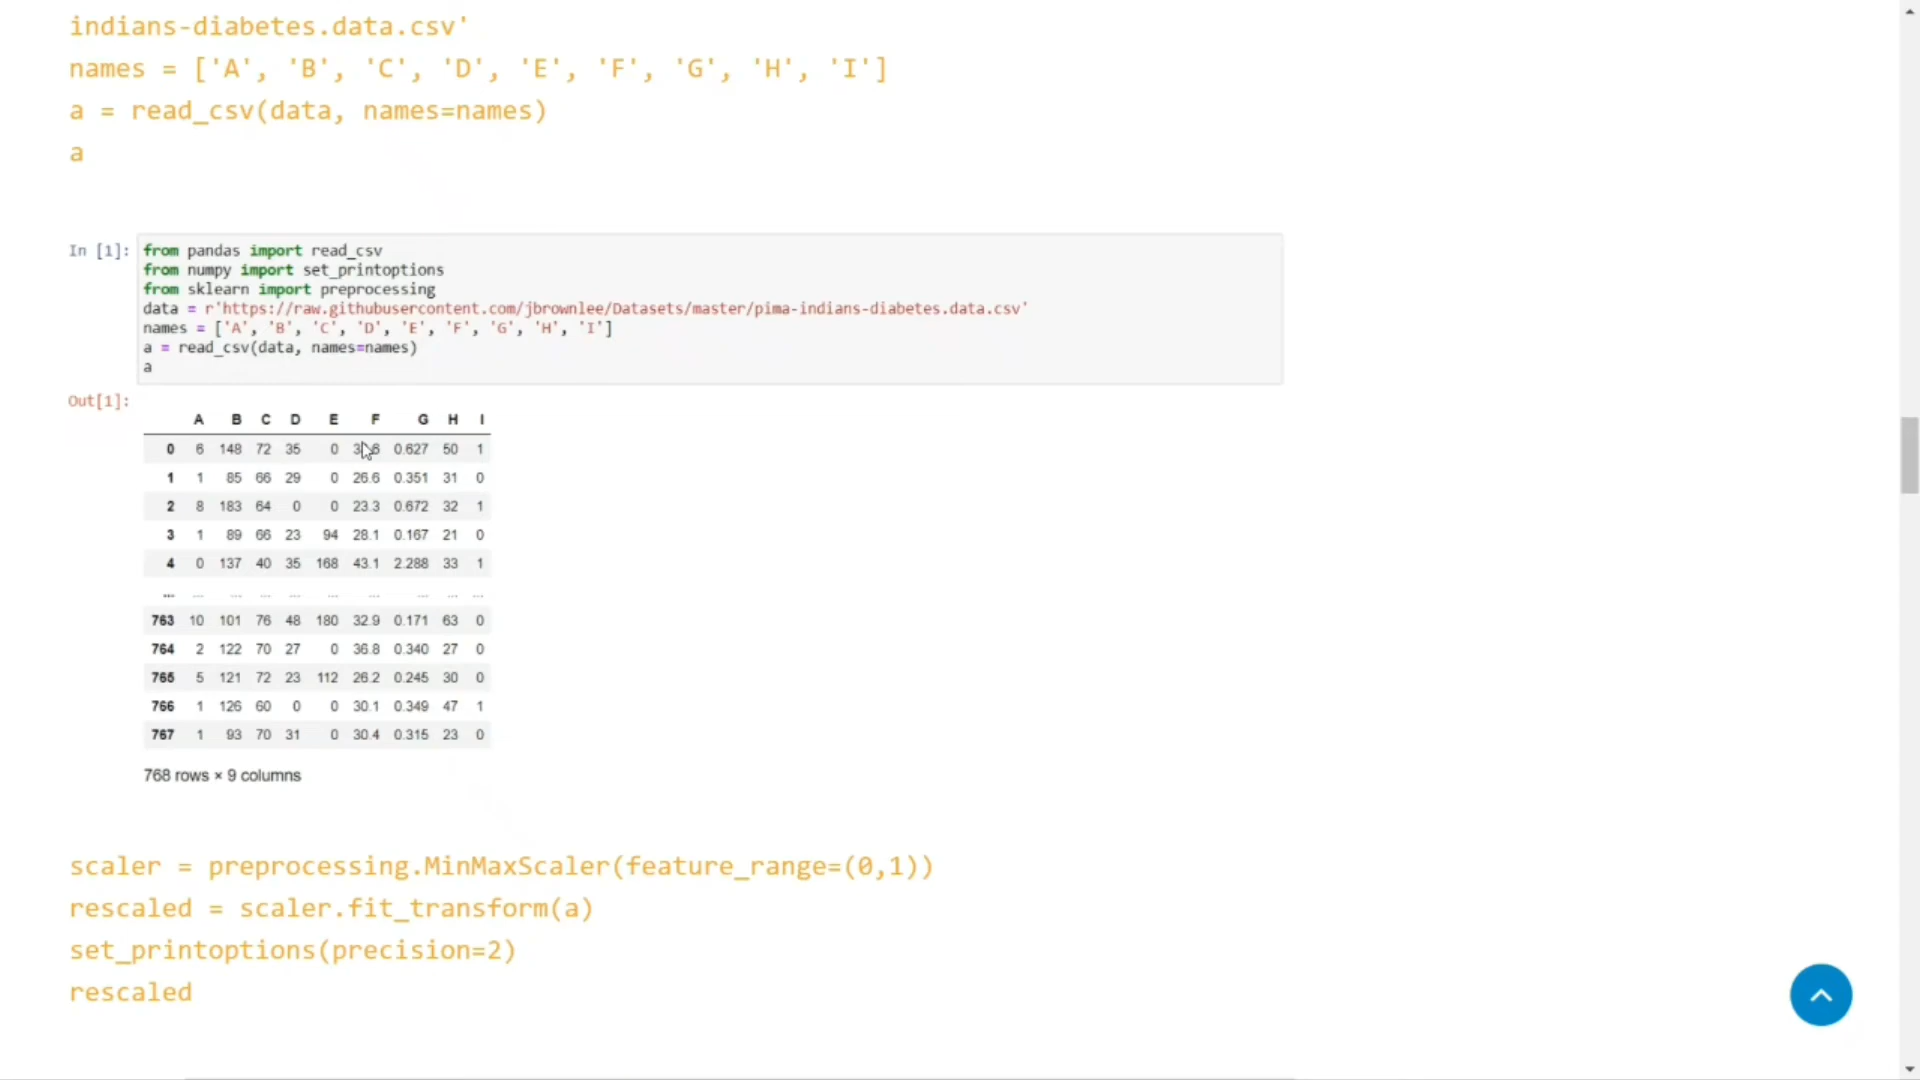 indians-diabetes.data.csv'
names = ['A', 'B', 'C', 'D', 'E', 'F', 'G', 'H', 'I']
a = read_csv(data, names=names)
a
In [1]: from pandas import read_csv
from numpy import set_printoptions
from sklearn import preprocessing
data = r'https://raw.githubusercontent.com/jbrownlee/Datasets/master/pima-indians-diabetes.data.csv'
names = ['A', 'B', 'C', 'D', 'E', 'F', 'G', 'H', 'I']
a = read_csv(data, names=names)
a
Out[1]:
A B C D E F G H I
0 6 148 72 35 0 0.627 50 1
1 1 85 66 29 0 26.6 0.351 31 0
2 8 183 64 0 0 23.3 0.672 32 1
3 1 89 66 23 94 28.1 0.167 21 0
4 0 137 40 35 168 43.1 2.288 33 1
... ... ... ... ... ... ... ... ... ...
763 10 101 76 48 180 32.9 0.171 63 0
764 2 122 70 27 0 36.8 0.340 27 0
765 5 121 72 23 112 26.2 0.245 30 0
766 1 126 60 0 0 30.1 0.349 47 1
767 1 93 70 31 0 30.4 0.315 23 0
768 rows × 9 columns
scaler = preprocessing.MinMaxScaler(feature_range=(0,1))
rescaled = scaler.fit_transform(a)
set_printoptions(precision=2)
rescaled